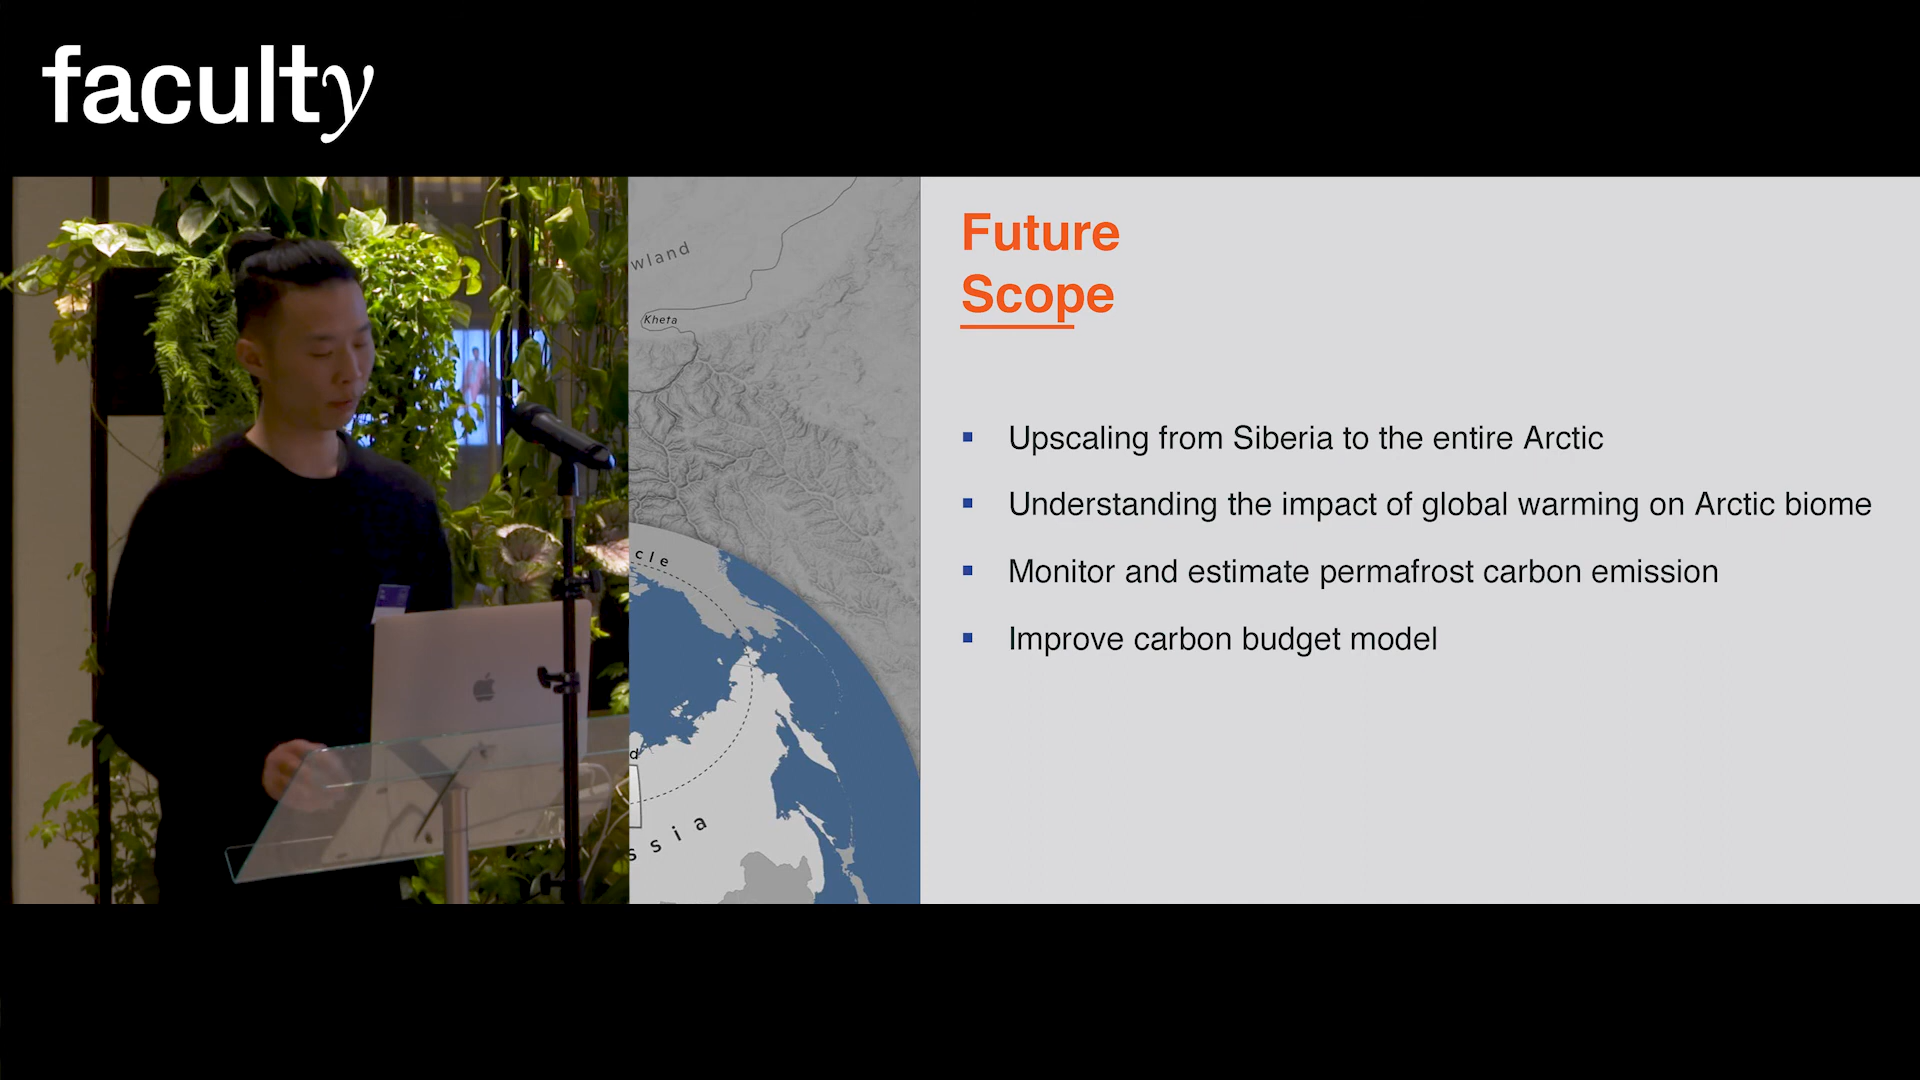 faculty
wland
Kheta
cle
d
ssia
Future
Scope
Upscaling from Siberia to the entire Arctic
Understanding the impact of global warming on Arctic biome
Monitor and estimate permafrost carbon emission
Improve carbon budget model